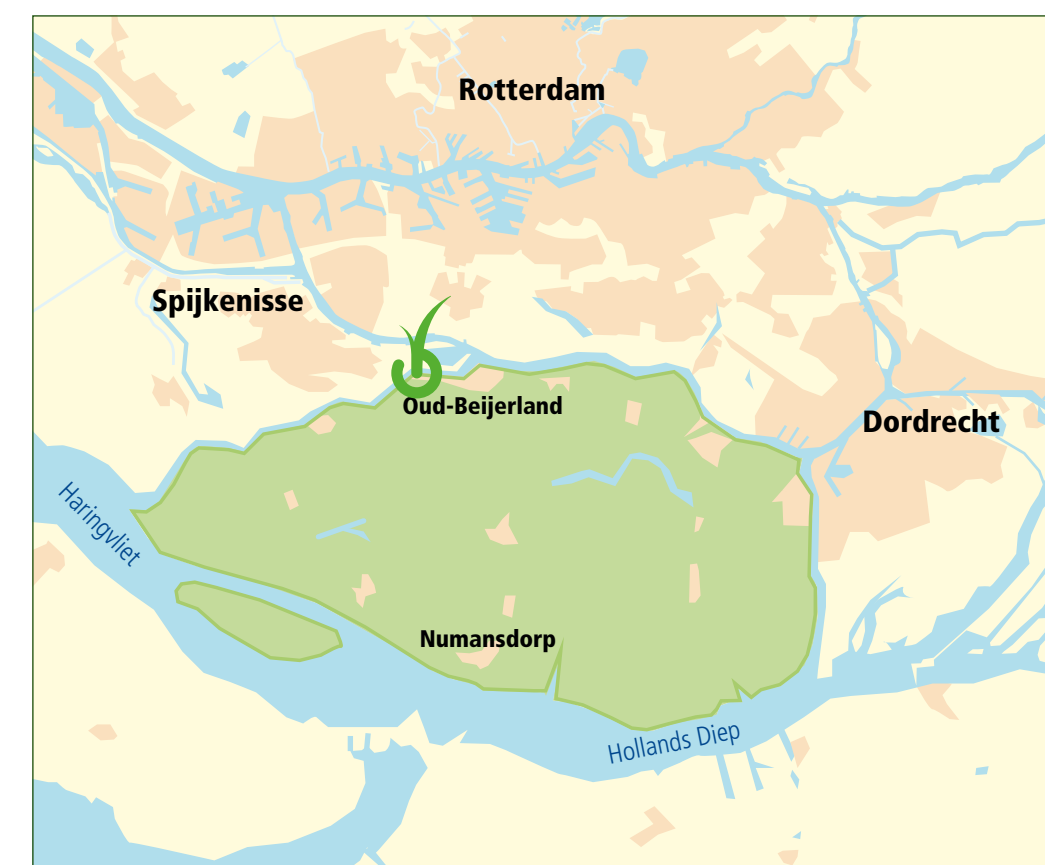 Rotterdam
Spijkenisse
Oud-Beijerland
Dordrecht
Haringvliet
Numansdorp
Hollands Diep